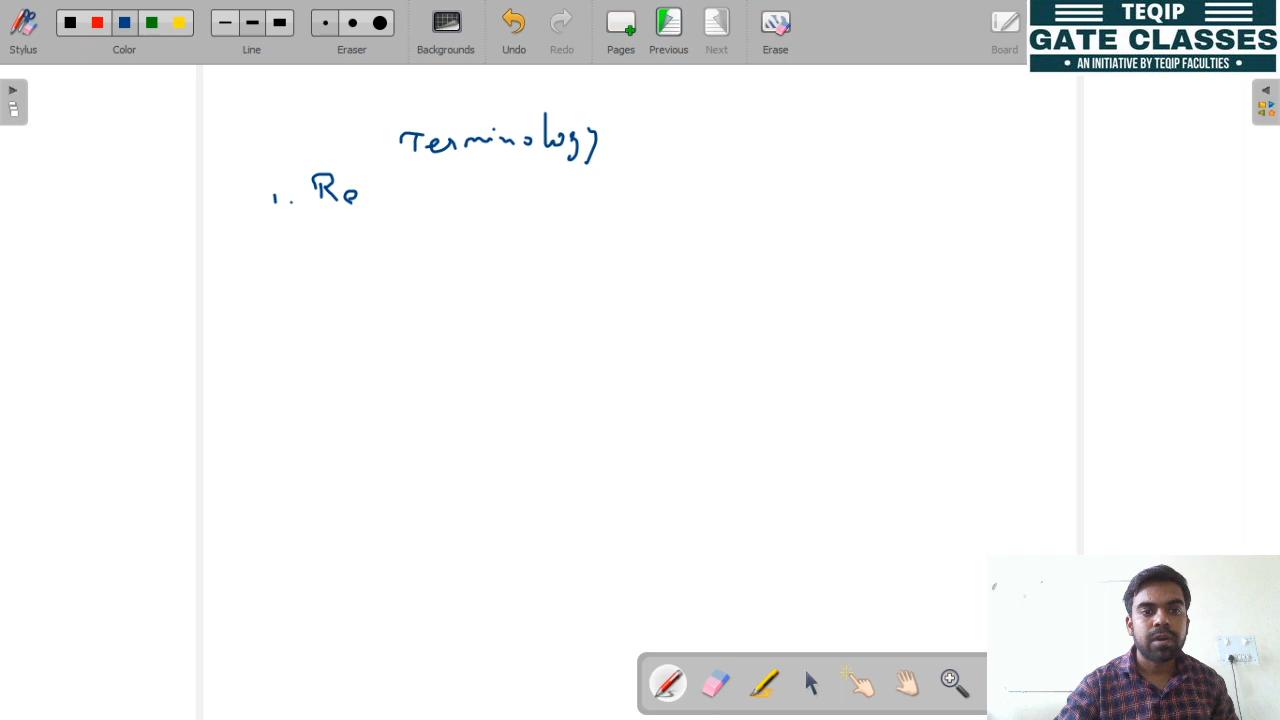 Stylus
Color
Line
Eraser
Backgrounds
Undo
Redo
Pages
Previous
Next
Erase
Board
TEQIP
GATE CLASSES
• AN INITIATIVE BY TEQIP FACULTIES •
Terminology
1. Re